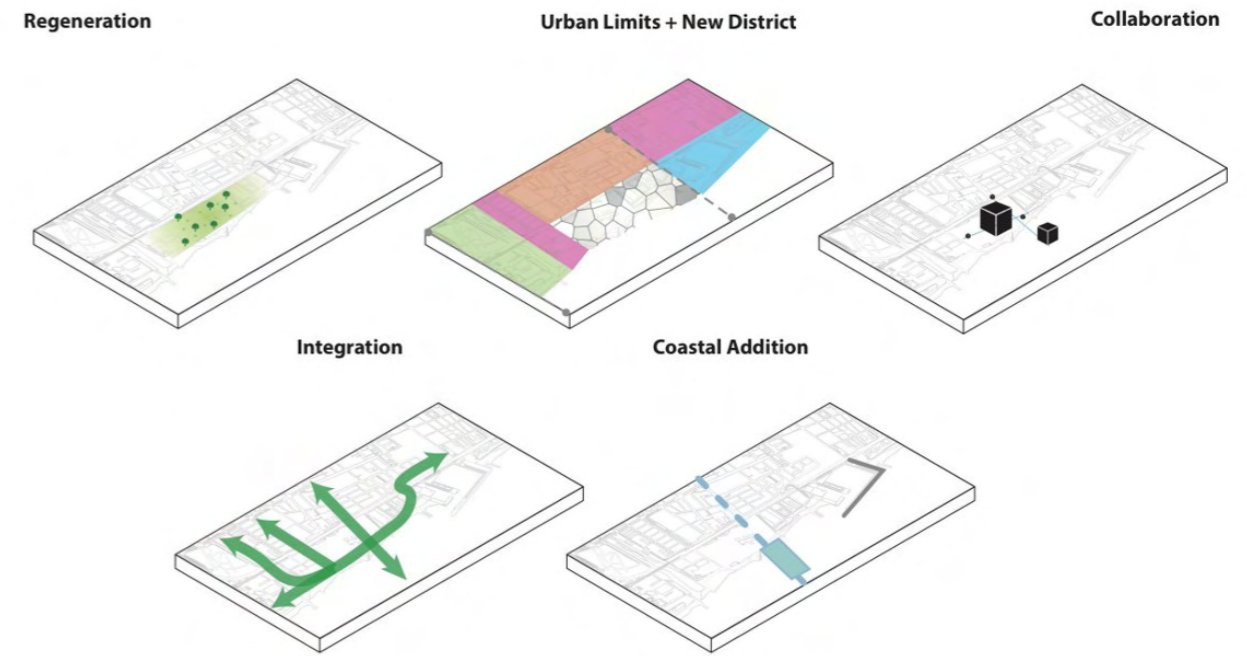 Regeneration
Urban Limits + New District
Collaboration
Integration
Coastal Addition